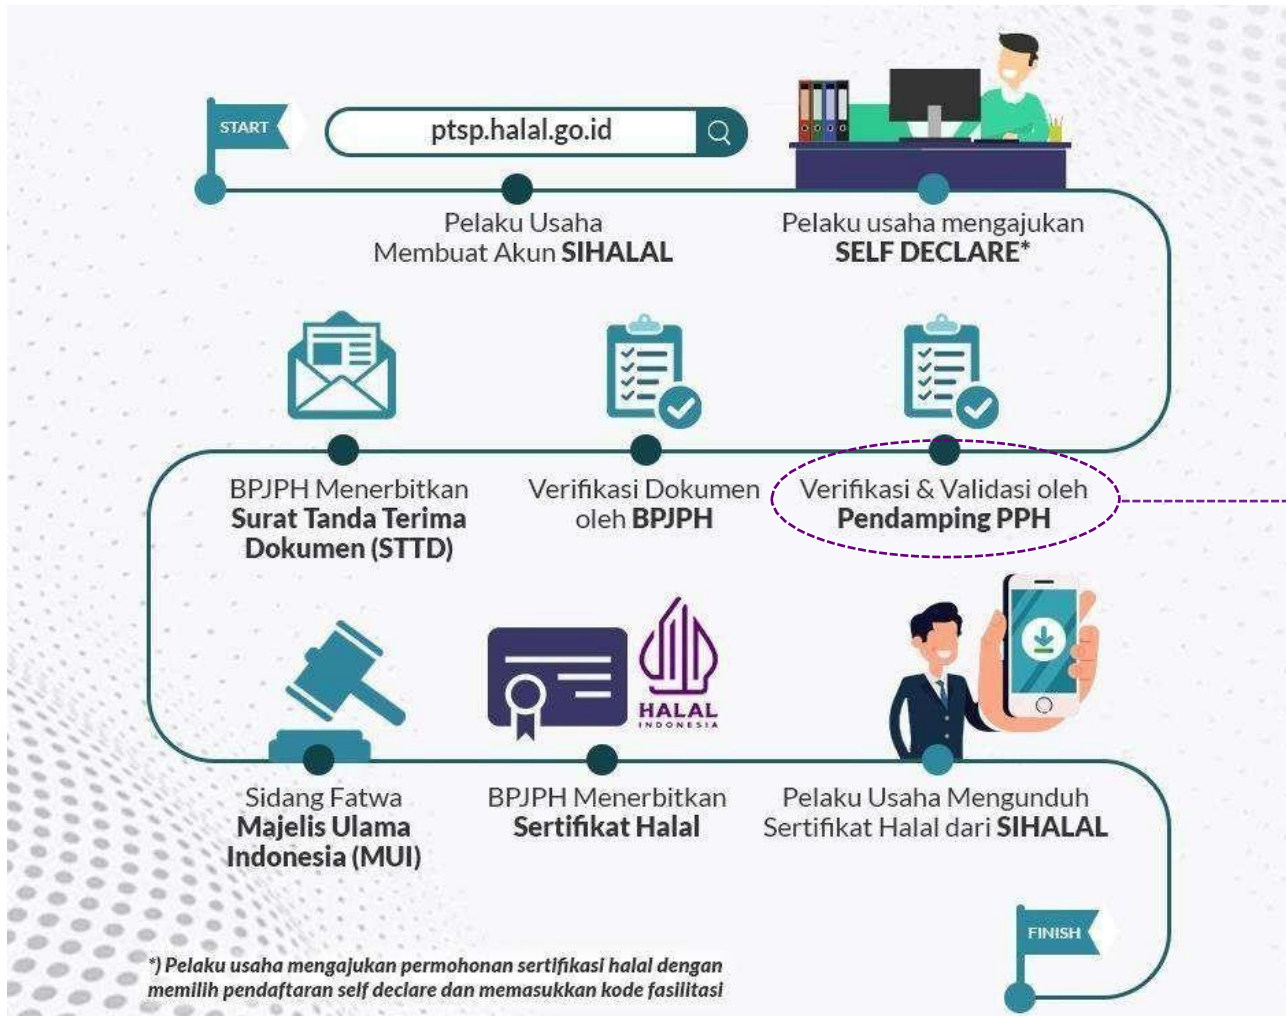 START
ptsp.halal.go.id
Pelaku Usaha
Membuat Akun SIHALAL
Pelaku usaha mengajukan
SELF DECLARE*
Verifikasi & Validasi oleh
Pendamping PPH
Verifikasi Dokumen
oleh BPJPH
BPJPH Menerbitkan
Surat Tanda Terima
Dokumen (STTD)
Sidang Fatwa
Majelis Ulama
Indonesia (MUI)
HALAL
INDONESIA
BPJPH Menerbitkan
Sertifikat Halal
Pelaku Usaha Mengunduh
Sertifikat Halal dari SIHALAL
FINISH
*) Pelaku usaha mengajukan permohonan sertifikasi halal dengan
memilih pendaftaran self declare dan memasukkan kode fasilitasi